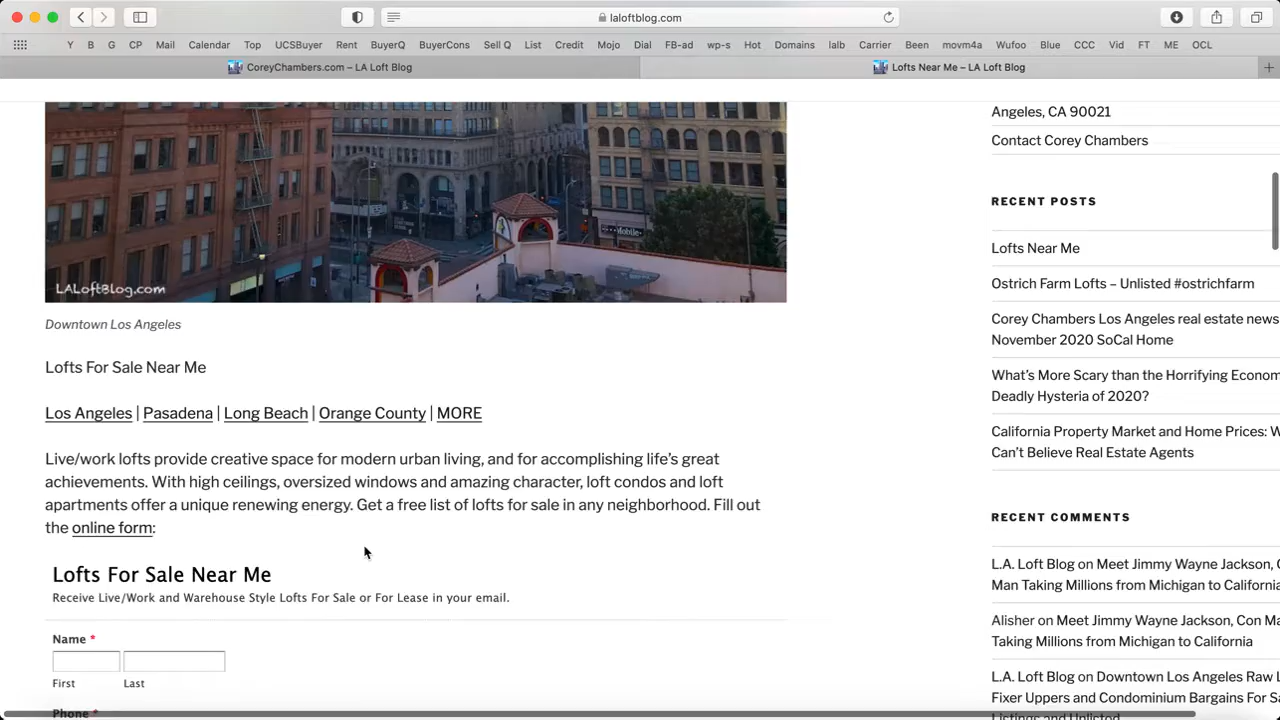 laloftblog.com
Y B G CP Mail Calendar Top UCSBuyer Rent BuyerQ BuyerCons Sell Q List Credit Mojo Dial FB-ad wp-s Hot Domains lalb Carrier Been movm4a Wufoo Blue CCC Vid FT ME OCL
CoreyChambers.com – LA Loft Blog
Lofts Near Me – LA Loft Blog
LALoftBlog.com
Downtown Los Angeles
Lofts For Sale Near Me
Los Angeles | Pasadena | Long Beach | Orange County | MORE
Live/work lofts provide creative space for modern urban living, and for accomplishing life's great
achievements. With high ceilings, oversized windows and amazing character, loft condos and loft
apartments offer a unique renewing energy. Get a free list of lofts for sale in any neighborhood. Fill out
the online form:
Lofts For Sale Near Me
Receive Live/Work and Warehouse Style Lofts For Sale or For Lease in your email.
Name *
First Last
Phone *
Angeles, CA 90021
Contact Corey Chambers
RECENT POSTS
Lofts Near Me
Ostrich Farm Lofts – Unlisted #ostrichfarm
Corey Chambers Los Angeles real estate news
November 2020 SoCal Home
What's More Scary than the Horrifying Econom
Deadly Hysteria of 2020?
California Property Market and Home Prices: W
Can't Believe Real Estate Agents
RECENT COMMENTS
L.A. Loft Blog on Meet Jimmy Wayne Jackson, C
Man Taking Millions from Michigan to California
Alisher on Meet Jimmy Wayne Jackson, Con Ma
Taking Millions from Michigan to California
L.A. Loft Blog on Downtown Los Angeles Raw L
Fixer Uppers and Condominium Bargains For Sa
Listings and Unlisted